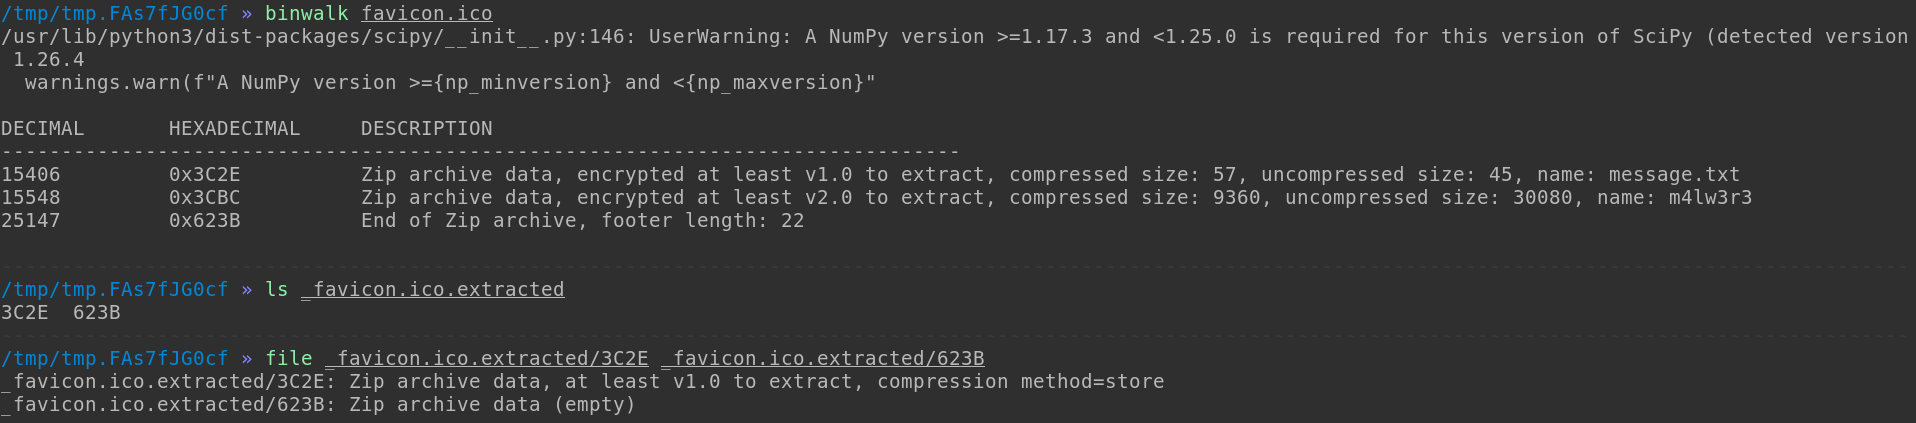 /tmp/tmp.FAs7fJG0cf » binwalk favicon.ico
/usr/lib/python3/dist-packages/scipy/__init__.py:146: UserWarning: A NumPy version >=1.17.3 and <1.25.0 is required for this version of SciPy (detected version
 1.26.4
  warnings.warn(f"A NumPy version >={np_minversion} and <{np_maxversion}"
DECIMAL       HEXADECIMAL     DESCRIPTION
--------------------------------------------------------------------------------
15406         0x3C2E          Zip archive data, encrypted at least v1.0 to extract, compressed size: 57, uncompressed size: 45, name: message.txt
15548         0x3CBC          Zip archive data, encrypted at least v2.0 to extract, compressed size: 9360, uncompressed size: 30080, name: m4lw3r3
25147         0x623B          End of Zip archive, footer length: 22
/tmp/tmp.FAs7fJG0cf » ls _favicon.ico.extracted
3C2E  623B
/tmp/tmp.FAs7fJG0cf » file _favicon.ico.extracted/3C2E _favicon.ico.extracted/623B
_favicon.ico.extracted/3C2E: Zip archive data, at least v1.0 to extract, compression method=store
_favicon.ico.extracted/623B: Zip archive data (empty)